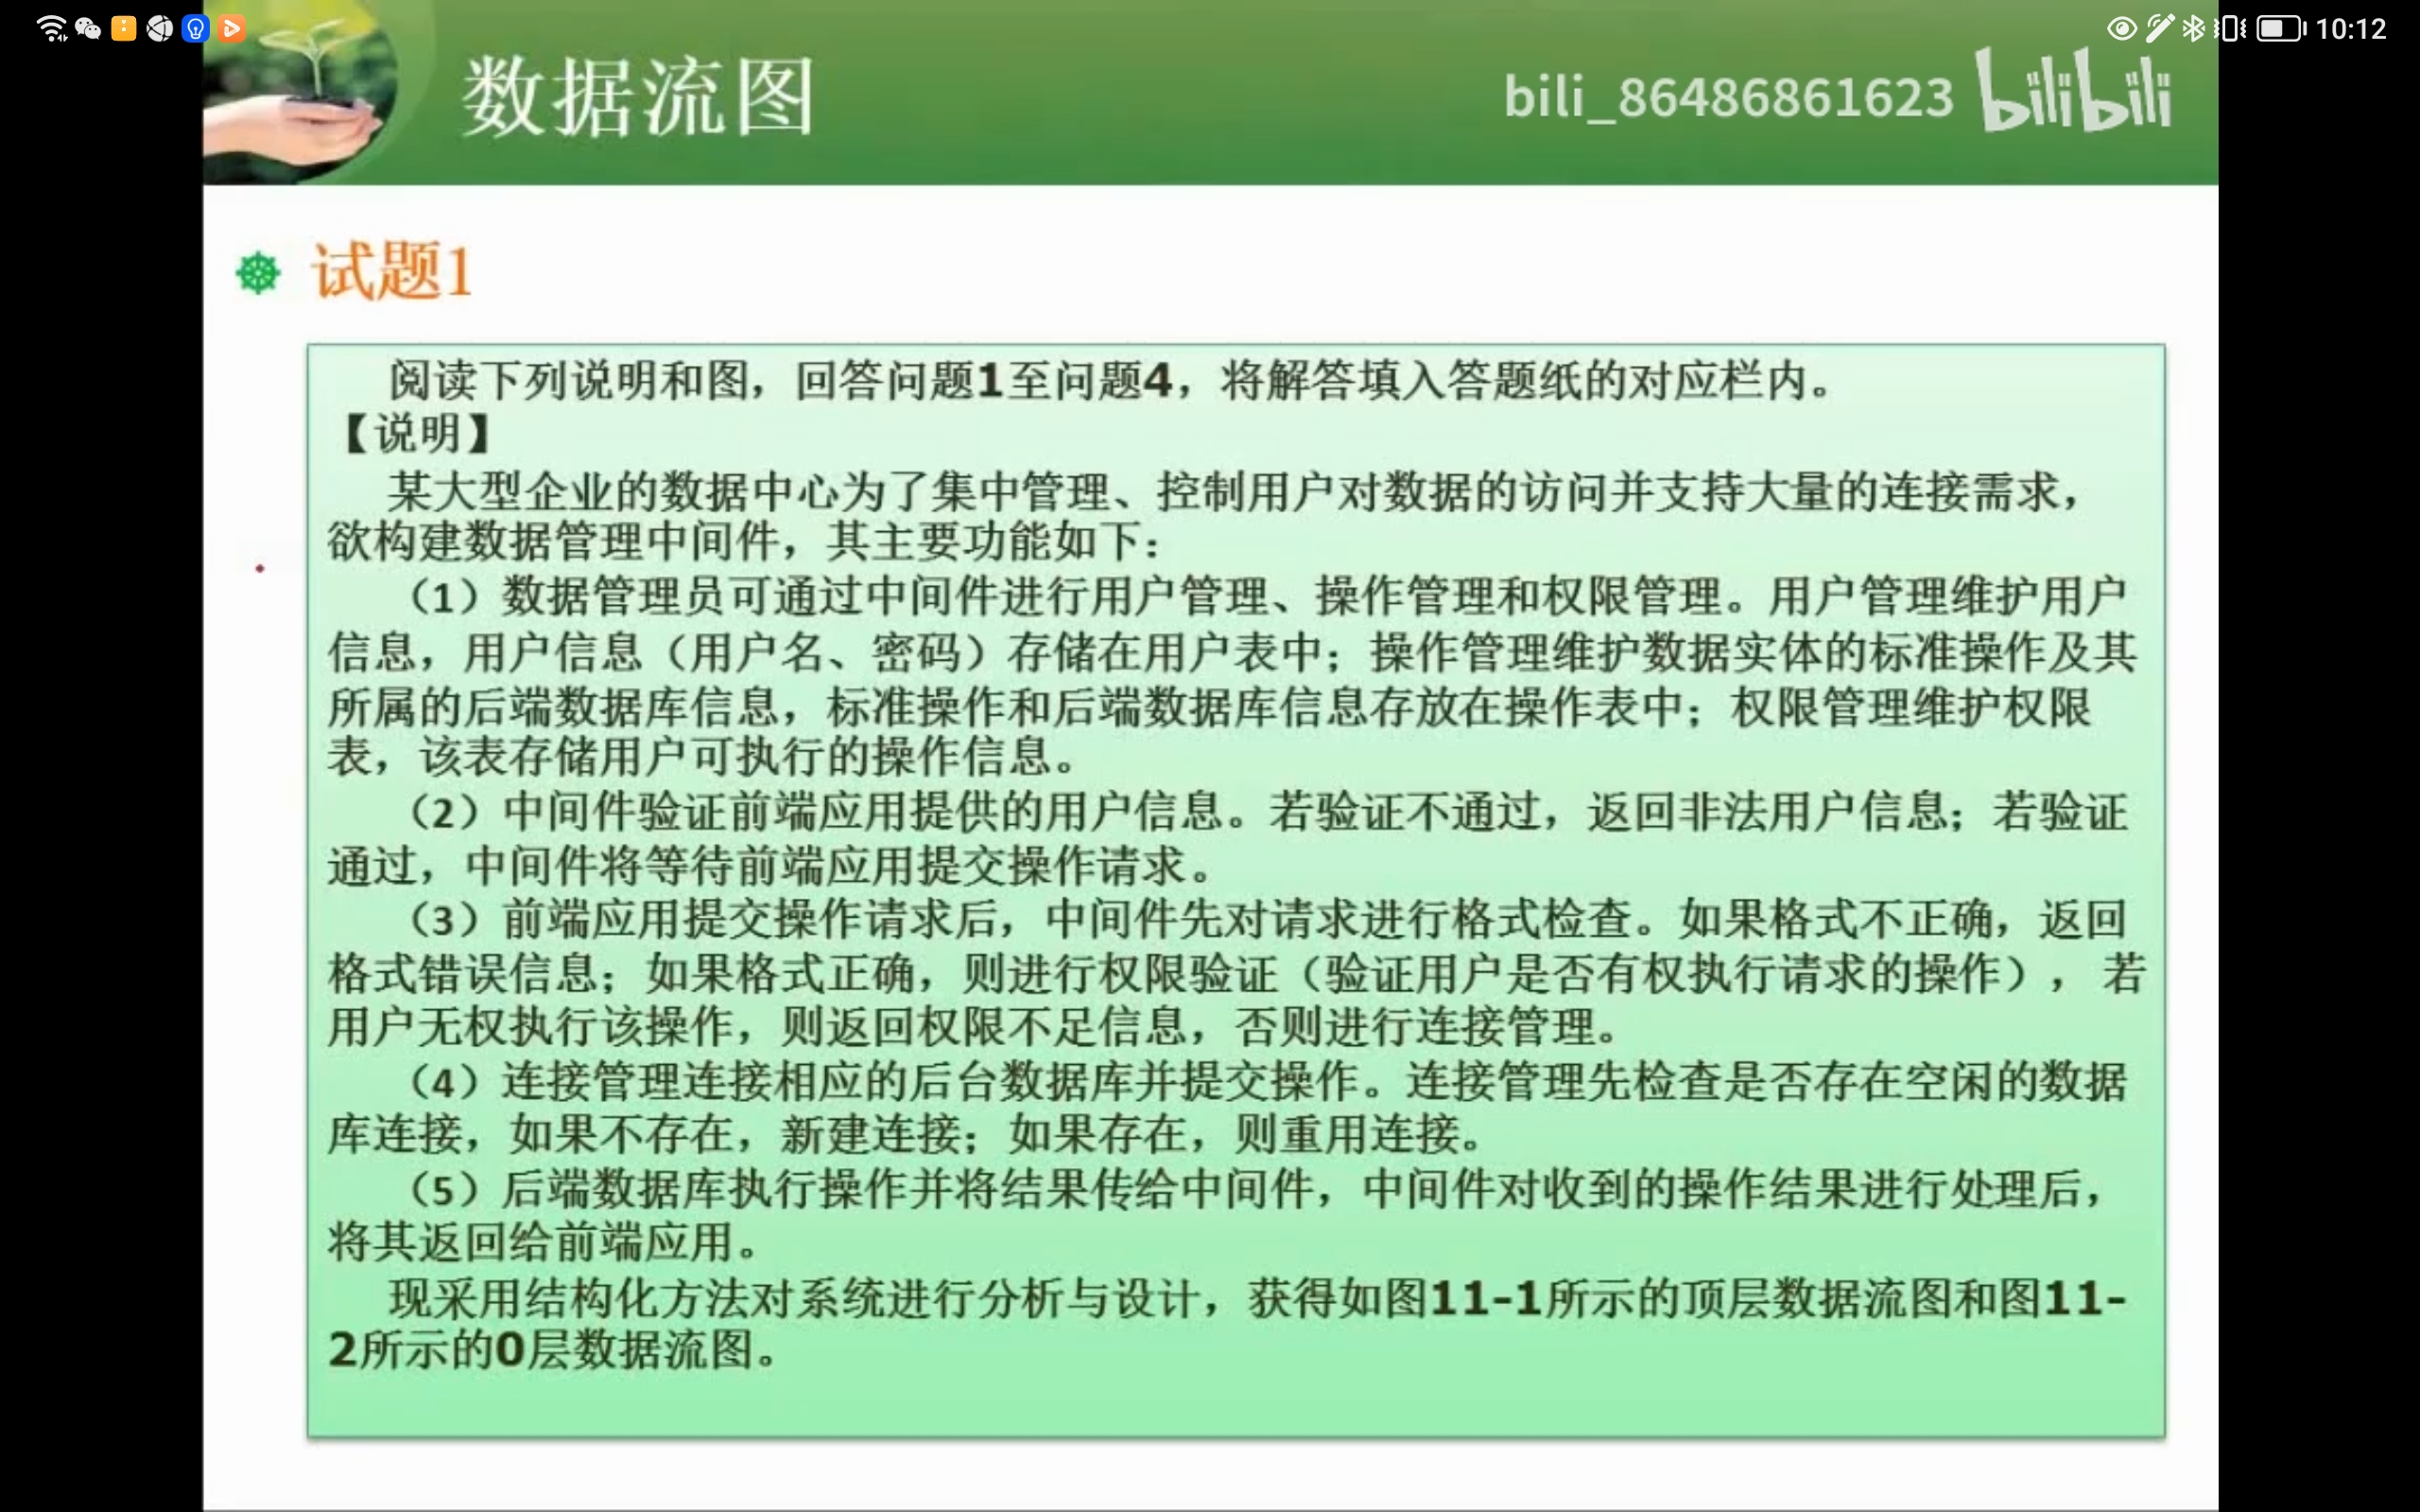 10:12
数据流图
bili_86486861623 bilibili
试题1
阅读下列说明和图，回答问题1至问题4，将解答填入答题纸的对应栏内。
【说明】
某大型企业的数据中心为了集中管理、控制用户对数据的访问并支持大量的连接需求，
欲构建数据管理中间件，其主要功能如下：
（1）数据管理员可通过中间件进行用户管理、操作管理和权限管理。用户管理维护用户
信息，用户信息（用户名、密码）存储在用户表中；操作管理维护数据实体的标准操作及其
所属的后端数据库信息，标准操作和后端数据库信息存放在操作表中；权限管理维护权限
表，该表存储用户可执行的操作信息。
（2）中间件验证前端应用提供的用户信息。若验证不通过，返回非法用户信息；若验证
通过，中间件将等待前端应用提交操作请求。
（3）前端应用提交操作请求后，中间件先对请求进行格式检查。如果格式不正确，返回
格式错误信息；如果格式正确，则进行权限验证（验证用户是否有权执行请求的操作），若
用户无权执行该操作，则返回权限不足信息，否则进行连接管理。
（4）连接管理连接相应的后台数据库并提交操作。连接管理先检查是否存在空闲的数据
库连接，如果不存在，新建连接；如果存在，则重用连接。
（5）后端数据库执行操作并将结果传给中间件，中间件对收到的操作结果进行处理后，
将其返回给前端应用。
现采用结构化方法对系统进行分析与设计，获得如图11-1所示的顶层数据流图和图11-
2所示的0层数据流图。